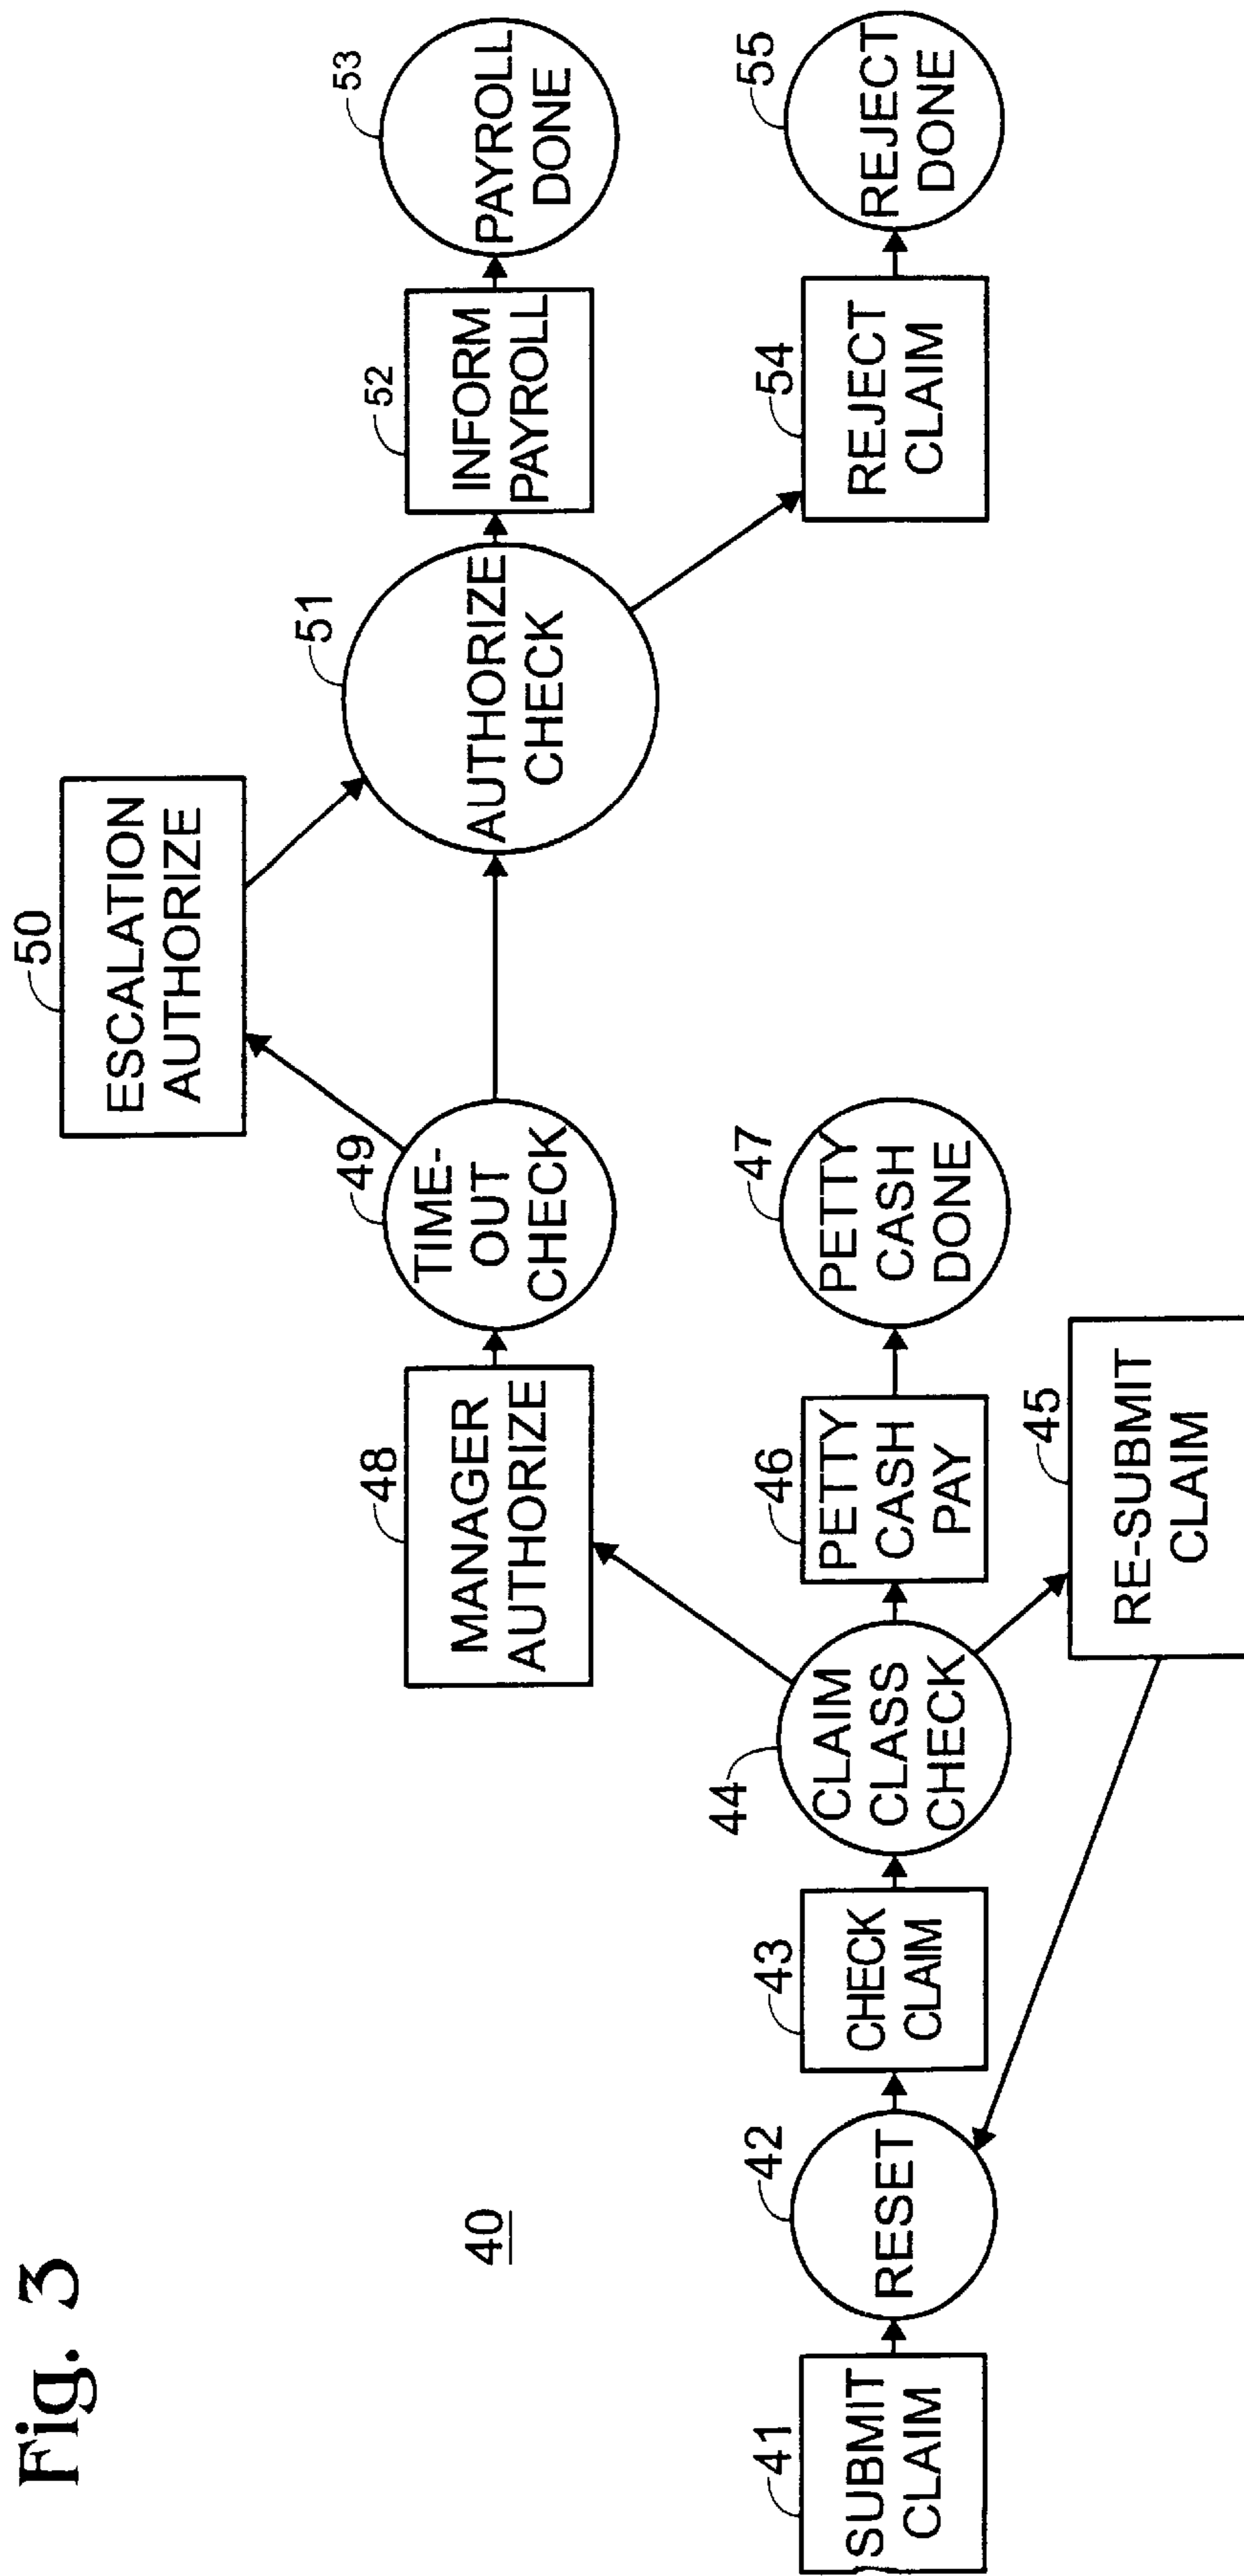 Fig. 3
40
41
SUBMIT
CLAIM
42
RESET
43
CHECK
CLAIM
44
CLAIM
CLASS
CHECK
45
RE-SUBMIT
CLAIM
46
PETTY
CASH
PAY
47
PETTY
CASH
DONE
48
MANAGER
AUTHORIZE
49
TIME-
OUT
CHECK
50
ESCALATION
AUTHORIZE
51
AUTHORIZE
CHECK
52
INFORM
PAYROLL
53
PAYROLL
DONE
54
REJECT
CLAIM
55
REJECT
DONE